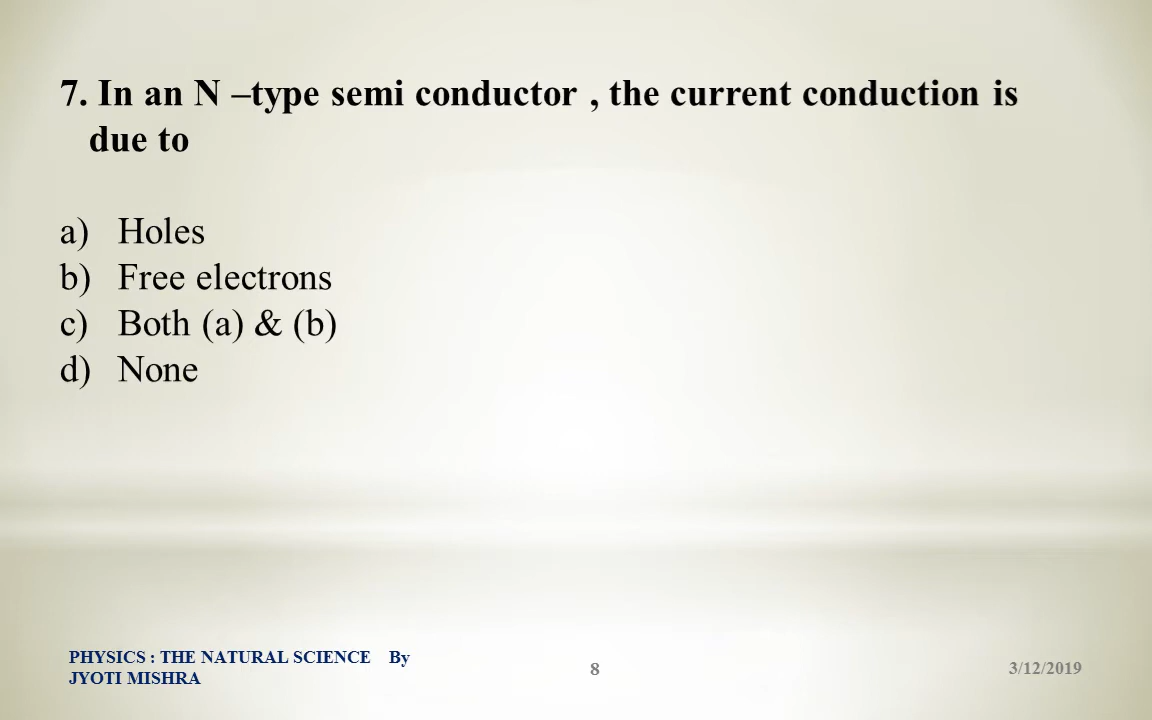 7. In an N –type semi conductor , the current conduction is
due to
a) Holes
b) Free electrons
c) Both (a) & (b)
d) None
PHYSICS : THE NATURAL SCIENCE By
JYOTI MISHRA
8
3/12/2019